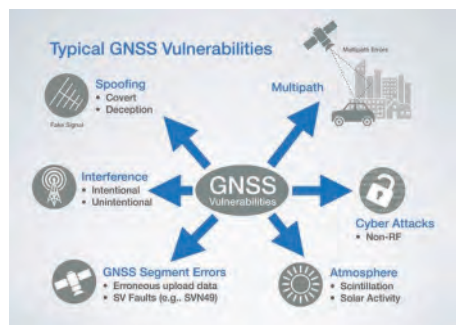 Typical GNSS Vulnerabilities
Multipath Errors
Spoofing
• Covert
• Deception
False Signal
Multipath
Interference
• Intentional
• Unintentional
GNSS
Vulnerabilities
Cyber Attacks
• Non-RF
GNSS Segment Errors
• Erroneous upload data
• SV Faults (e.g., SVN49)
Atmosphere
• Scintillation
• Solar Activity